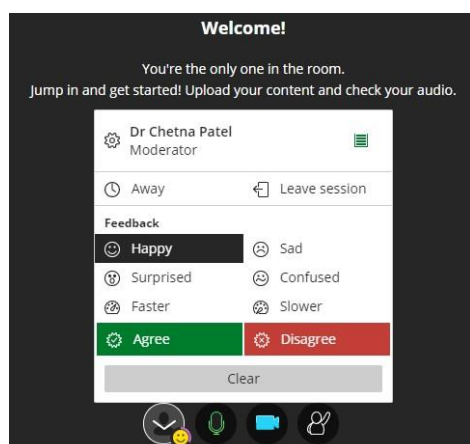 Welcome!
You're the only one in the room.
Jump in and get started! Upload your content and check your audio.
Dr Chetna Patel
Moderator
Away
Leave session
Feedback
Happy
Sad
Surprised
Confused
Faster
Slower
Agree
Disagree
Clear